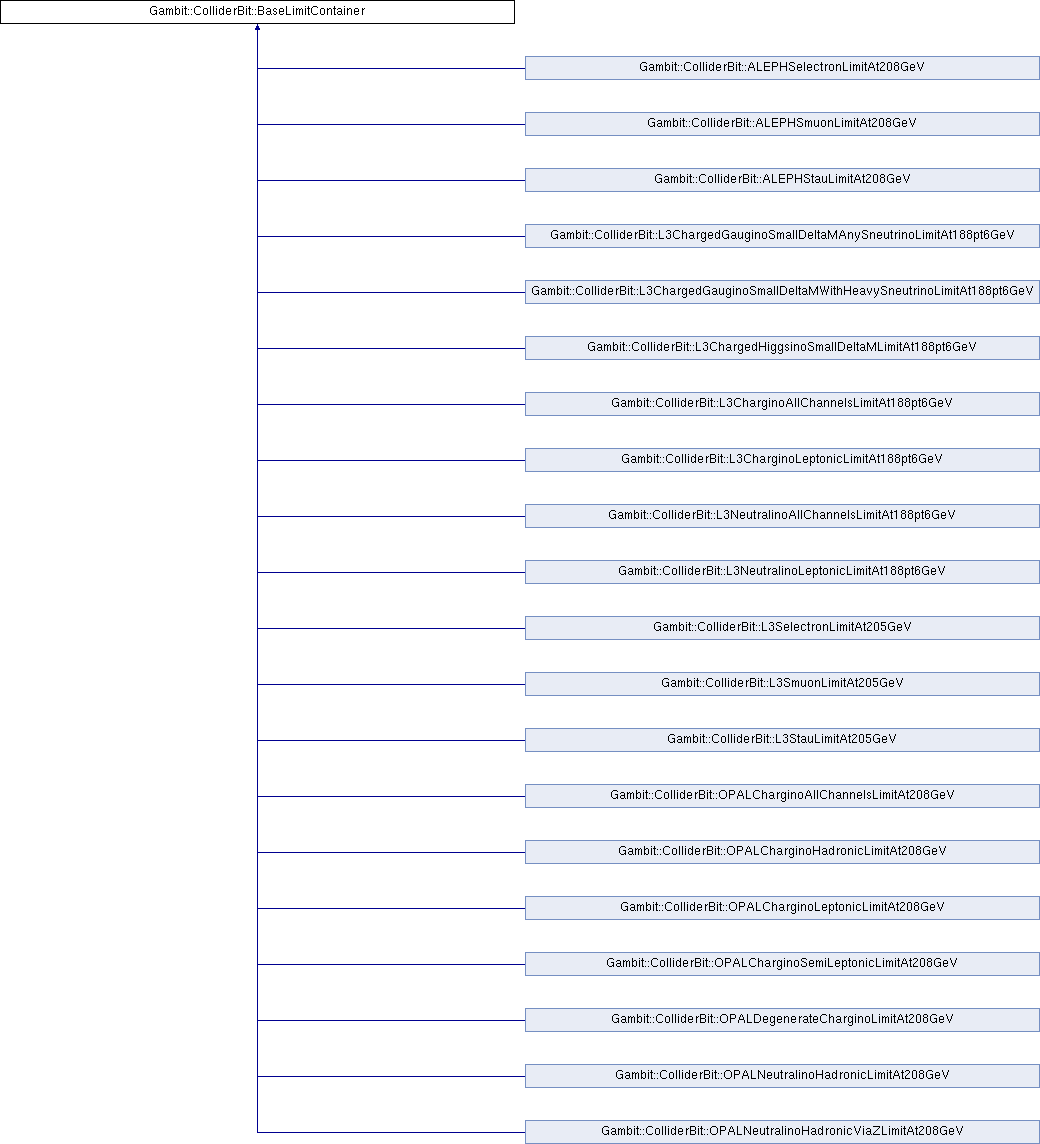 Gambit::ColliderBit::BaseLimitContainer
Gambit::ColliderBit::ALEPHSelectronLimitAt208GeV
Gambit::ColliderBit::ALEPHSmuonLimitAt208GeV
Gambit::ColliderBit::ALEPHStauLimitAt208GeV
Gambit::ColliderBit::L3ChargedGauginoSmallDeltaMAnySneutrinoLimitAt188pt6GeV
Gambit::ColliderBit::L3ChargedGauginoSmallDeltaMWithHeavySneutrinoLimitAt188pt6GeV
Gambit::ColliderBit::L3ChargedHiggsinoSmallDeltaMLimitAt188pt6GeV
Gambit::ColliderBit::L3CharginoAllChannelsLimitAt188pt6GeV
Gambit::ColliderBit::L3CharginoLeptonicLimitAt188pt6GeV
Gambit::ColliderBit::L3NeutralinoAllChannelsLimitAt188pt6GeV
Gambit::ColliderBit::L3NeutralinoLeptonicLimitAt188pt6GeV
Gambit::ColliderBit::L3SelectronLimitAt205GeV
Gambit::ColliderBit::L3SmuonLimitAt205GeV
Gambit::ColliderBit::L3StauLimitAt205GeV
Gambit::ColliderBit::OPALCharginoAllChannelsLimitAt208GeV
Gambit::ColliderBit::OPALCharginoHadronicLimitAt208GeV
Gambit::ColliderBit::OPALCharginoLeptonicLimitAt208GeV
Gambit::ColliderBit::OPALCharginoSemiLeptonicLimitAt208GeV
Gambit::ColliderBit::OPALDegenerateCharginoLimitAt208GeV
Gambit::ColliderBit::OPALNeutralinoHadronicLimitAt208GeV
Gambit::ColliderBit::OPALNeutralinoHadronicViaZLimitAt208GeV